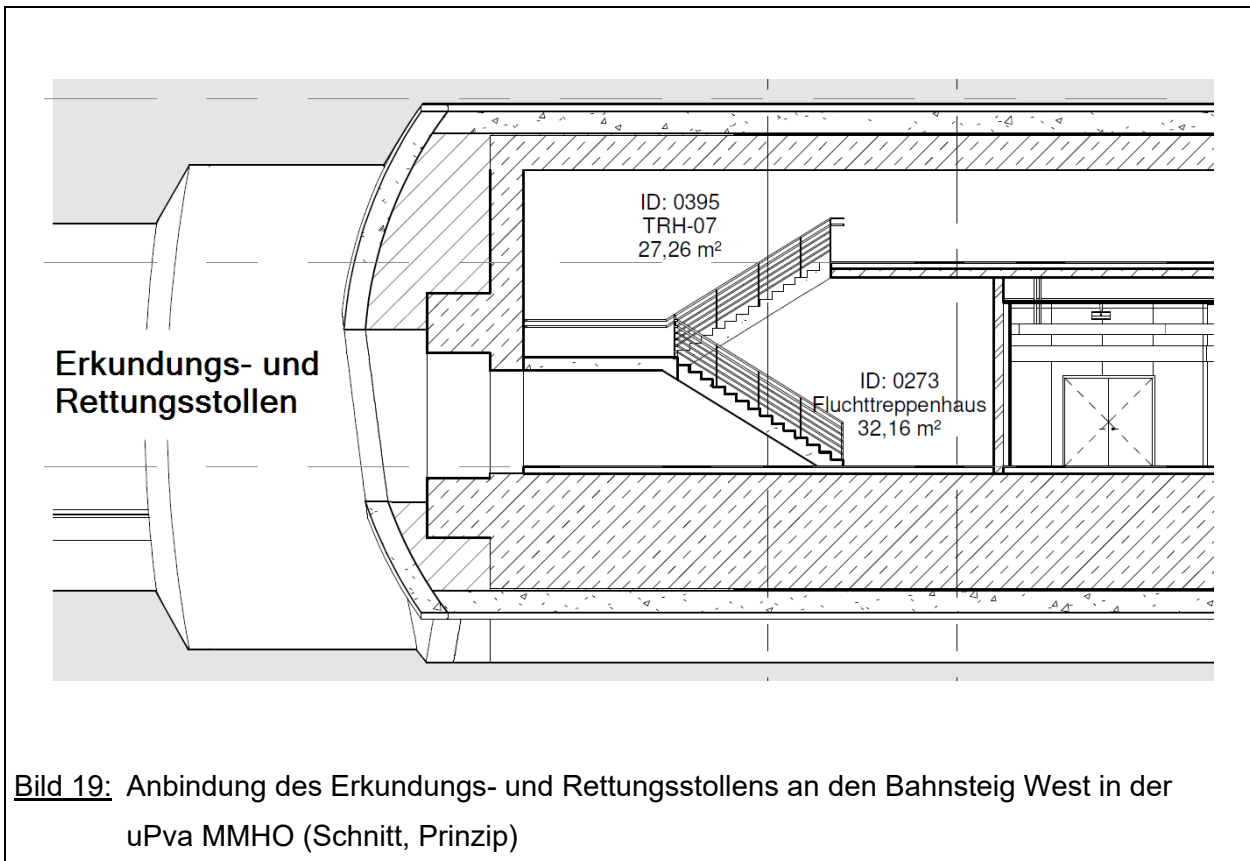 ID: 0395
TRH-07
27,26 m²
Erkundungs- und
Rettungsstollen
ID: 0273
Fluchttreppenhaus
32,16 m²
Bild 19: Anbindung des Erkundungs- und Rettungsstollens an den Bahnsteig West in der
uPva MMHO (Schnitt, Prinzip)